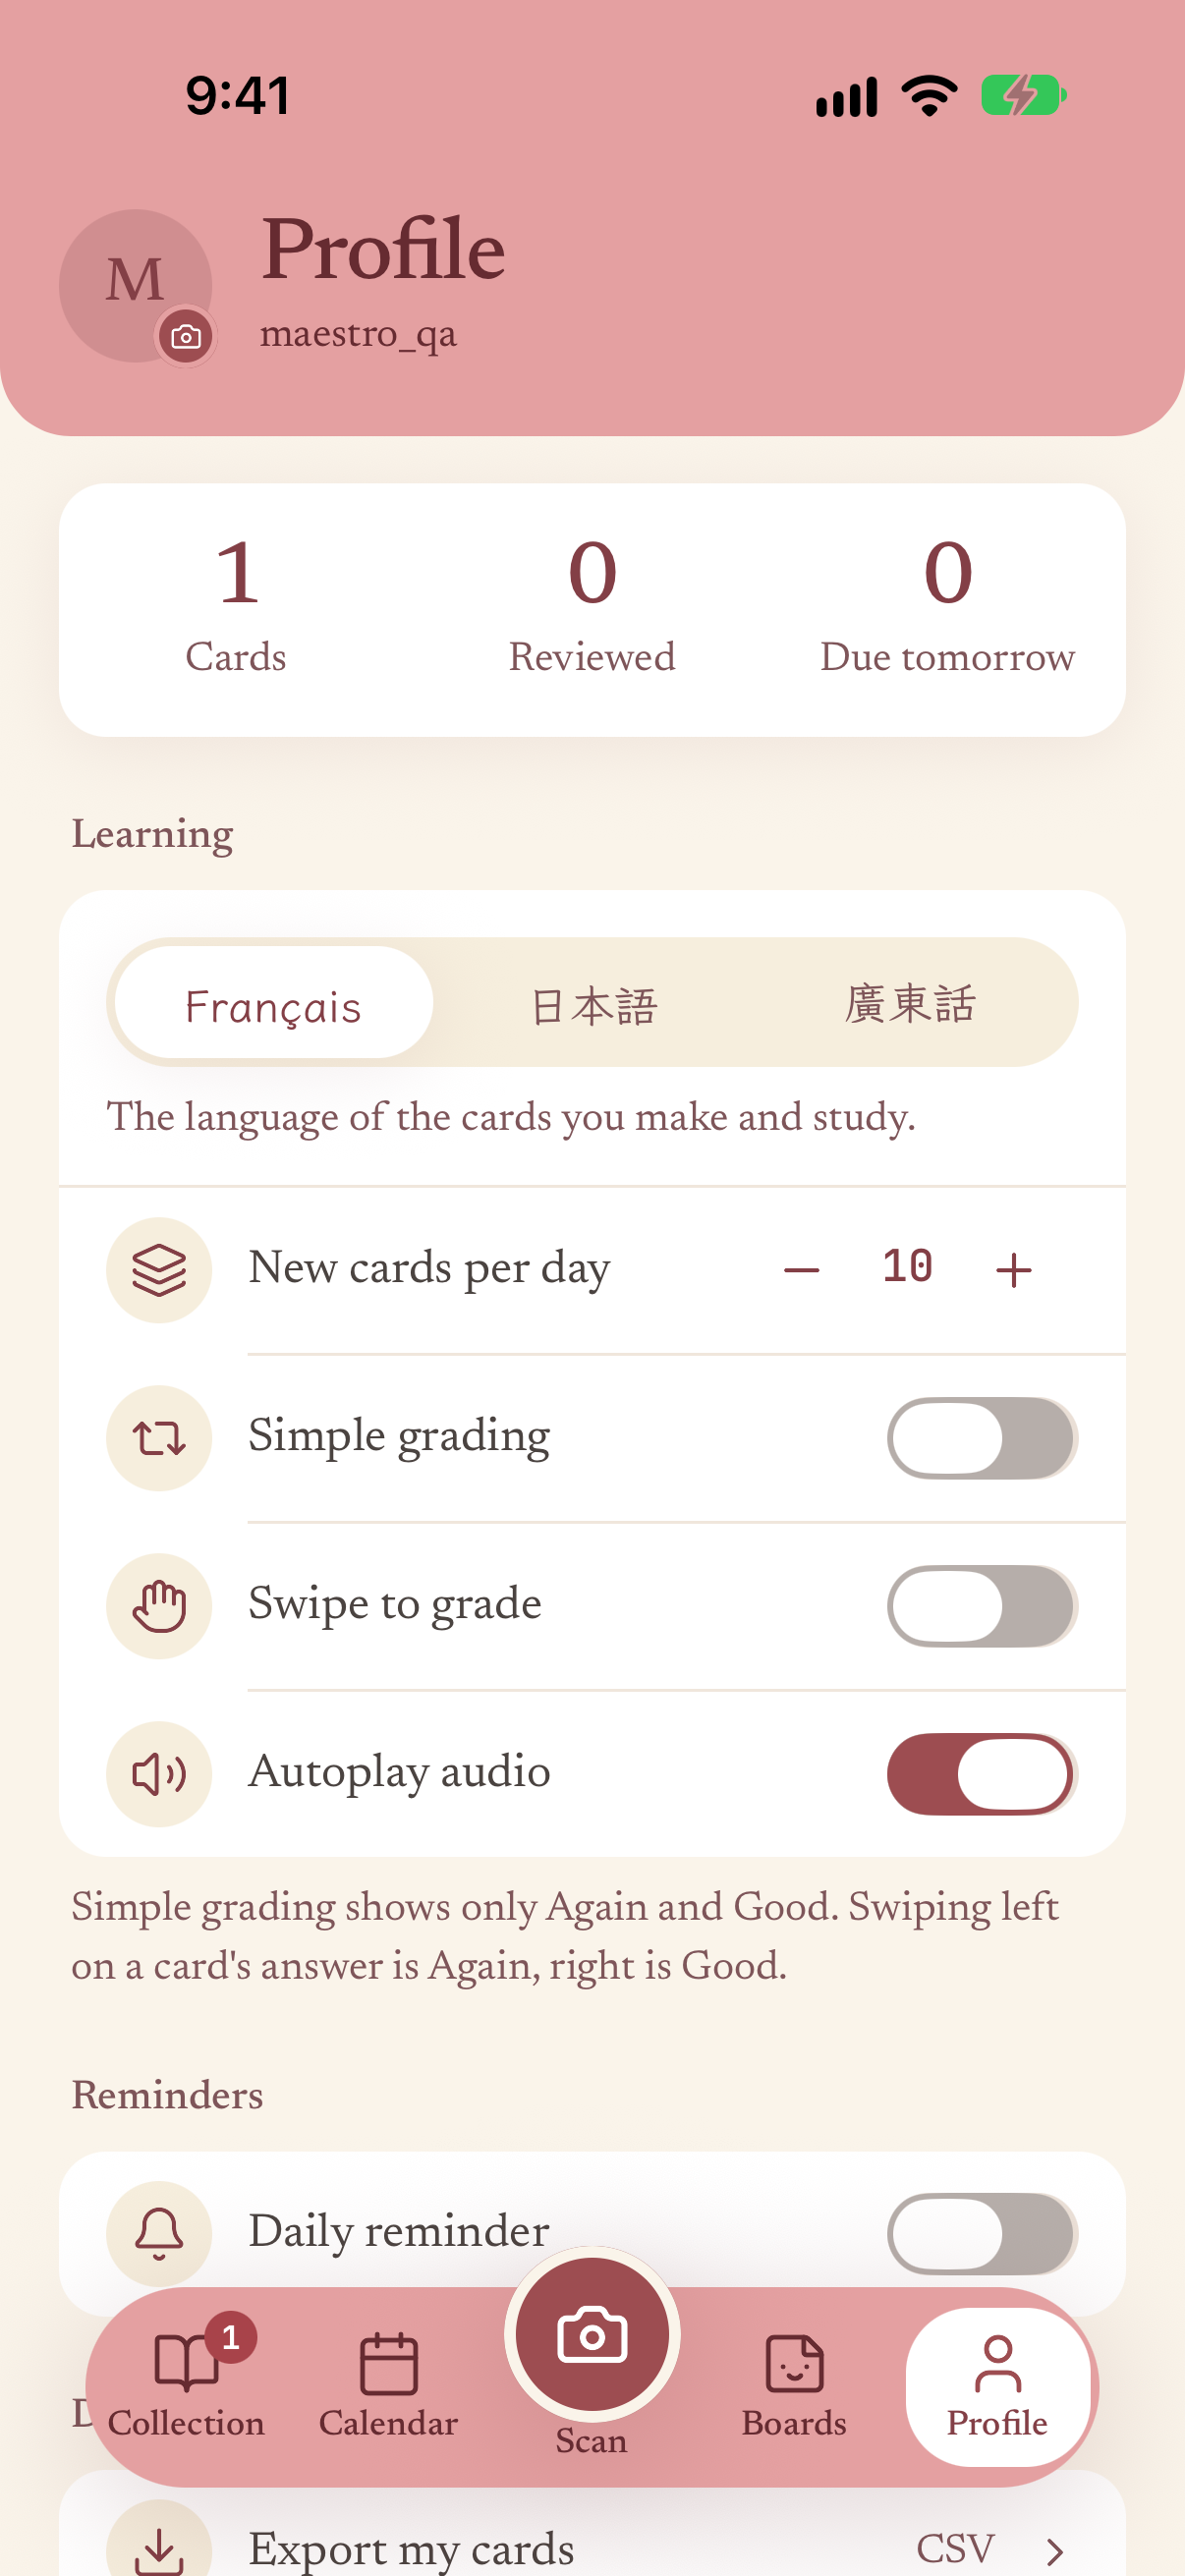 9:41
M
Profile
maestro_qa
1
0
0
Cards
Reviewed
Due tomorrow
Learning
Français
日本語
廣東話
The language of the cards you make and study.
New cards per day
10
Simple grading
Swipe to grade
Autoplay audio
Simple grading shows only Again and Good. Swiping left
on a card's answer is Again, right is Good.
Reminders
Daily reminder
1
Collection
Calendar
Scan
Boards
Profile
Export my cards
CSV